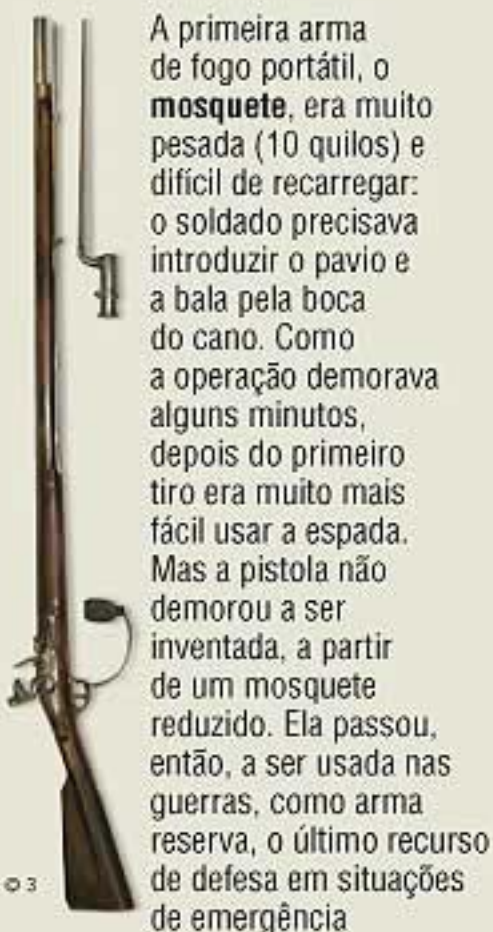 A primeira arma
de fogo portátil, o
mosquete, era muito
pesada (10 quilos) e
difícil de recarregar:
o soldado precisava
introduzir o pavio e
a bala pela boca
do cano. Como
a operação demorava
alguns minutos,
depois do primeiro
tiro era muito mais
fácil usar a espada.
Mas a pistola não
demorou a ser
inventada, a partir
de um mosquete
reduzido. Ela passou,
então, a ser usada nas
guerras, como arma
reserva, o último recurso
de defesa em situações
de emergência
© 3